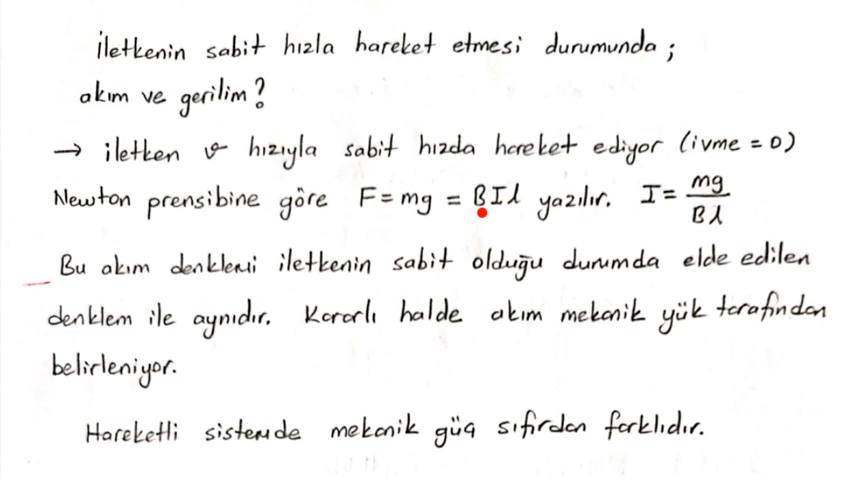 iletkenin sabit hızla hareket etmesi durumunda ;
akım ve gerilim?
→ iletken v hızıyla sabit hızda hareket ediyor (ivme = 0)
Newton prensibine göre F = mg = BIl yazılır. I = mg / Bl
Bu akım denklemi iletkenin sabit olduğu durumda elde edilen
denklem ile aynıdır. Kararlı halde akım mekanik yük tarafından
belirleniyor.
Hareketli sistemde mekanik güç sıfırdan farklıdır.